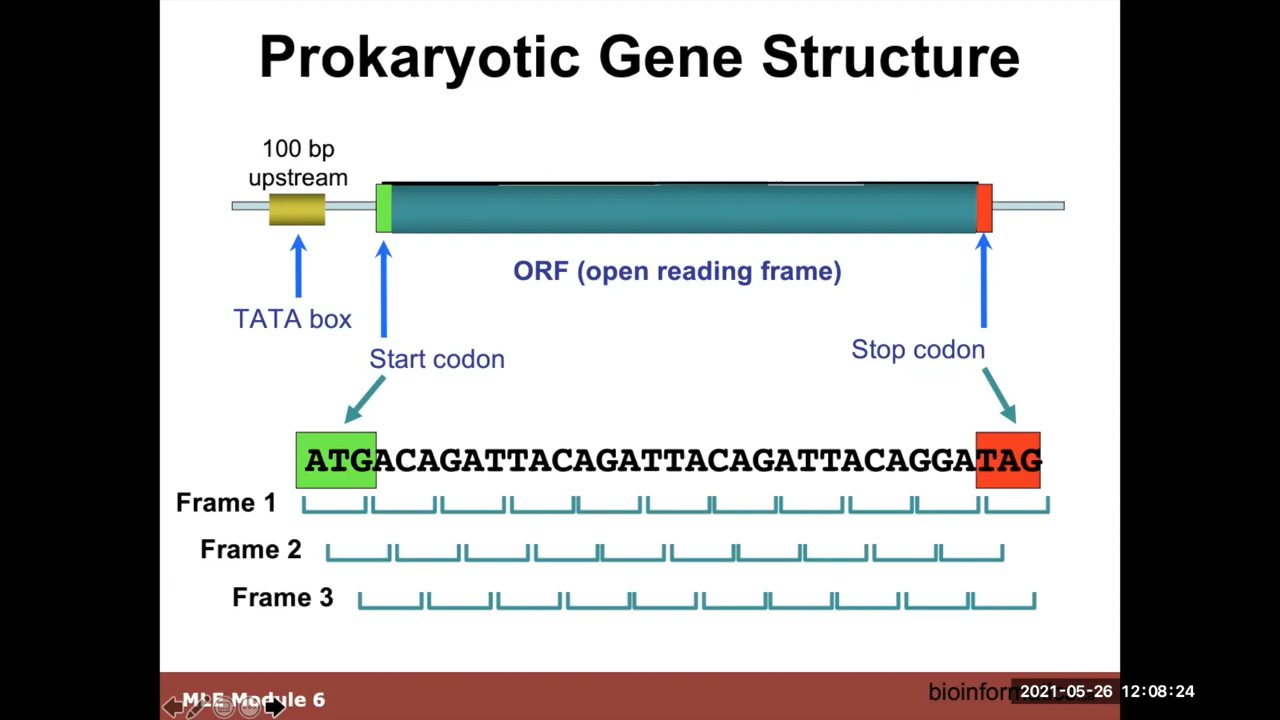 Prokaryotic Gene Structure
100 bp
upstream
ORF (open reading frame)
TATA box
Start codon
Stop codon
ATGACAGATTACAGATTACAGATTACAGGATAG
Frame 1
Frame 2
Frame 3
MLE Module 6
2021-05-26 12:08:24